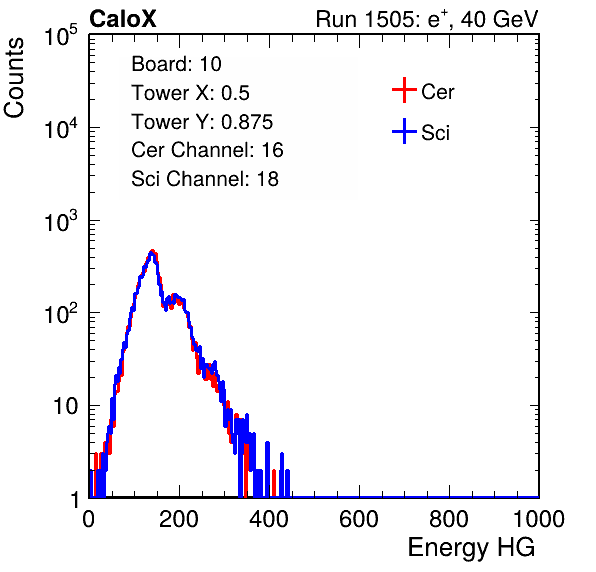 CaloX Run 1505: e⁺, 40 GeV
Counts
10⁵
10⁴
10³
10²
10
1
Board: 10
Tower X: 0.5
Tower Y: 0.875
Cer Channel: 16
Sci Channel: 18
Cer
Sci
0 200 400 600 800 1000
Energy HG